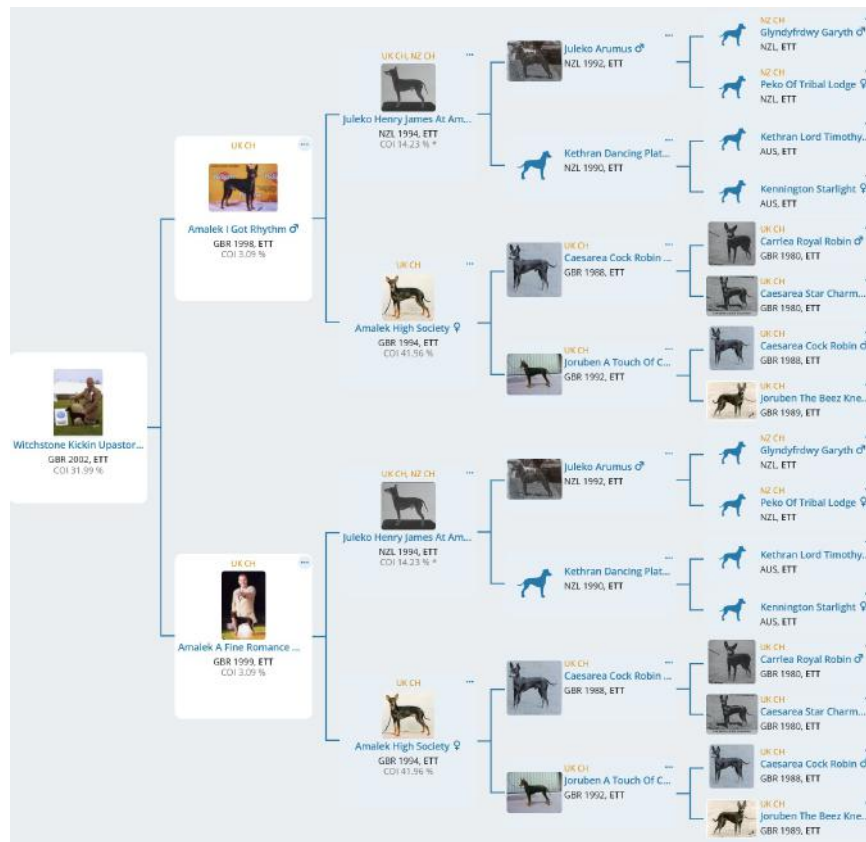 Witchstone Kickin Upastor...
GBR 2002, ETT
COI 31.99 %
UK CH
Amalek I Got Rhythm ♂
GBR 1998, ETT
COI 3.09 %
UK CH, NZ CH
Juleko Henry James At Am...
NZL 1994, ETT
COI 14.23 % *
Juleko Arumus ♂
NZL 1992, ETT
NZ CH
Glyndyfrdwy Garyth ♂
NZL, ETT
NZ CH
Peko Of Tribal Lodge ♀
NZL, ETT
Kethran Dancing Plat...
NZL 1990, ETT
Kethran Lord Timothy...
AUS, ETT
Kennington Starlight ♀
AUS, ETT
UK CH
Amalek High Society ♀
GBR 1994, ETT
COI 41.96 %
UK CH
Caesarea Cock Robin ...
GBR 1988, ETT
UK CH
Carrlea Royal Robin ♂
GBR 1980, ETT
UK CH
Caesarea Star Charm...
GBR 1980, ETT
UK CH
Joruben A Touch Of C...
GBR 1992, ETT
UK CH
Caesarea Cock Robin ♂
GBR 1988, ETT
UK CH
Joruben The Beez Kne...
GBR 1989, ETT
UK CH
Amalek A Fine Romance ...
GBR 1999, ETT
COI 3.09 %
UK CH, NZ CH
Juleko Henry James At Am...
NZL 1994, ETT
COI 14.23 % *
Juleko Arumus ♂
NZL 1992, ETT
NZ CH
Glyndyfrdwy Garyth ♂
NZL, ETT
NZ CH
Peko Of Tribal Lodge ♀
NZL, ETT
Kethran Dancing Plat...
NZL 1990, ETT
Kethran Lord Timothy...
AUS, ETT
Kennington Starlight ♀
AUS, ETT
UK CH
Amalek High Society ♀
GBR 1994, ETT
COI 41.96 %
UK CH
Caesarea Cock Robin ...
GBR 1988, ETT
UK CH
Carrlea Royal Robin ♂
GBR 1980, ETT
UK CH
Caesarea Star Charm...
GBR 1980, ETT
UK CH
Joruben A Touch Of C...
GBR 1992, ETT
UK CH
Caesarea Cock Robin ♂
GBR 1988, ETT
UK CH
Joruben The Beez Kne...
GBR 1989, ETT